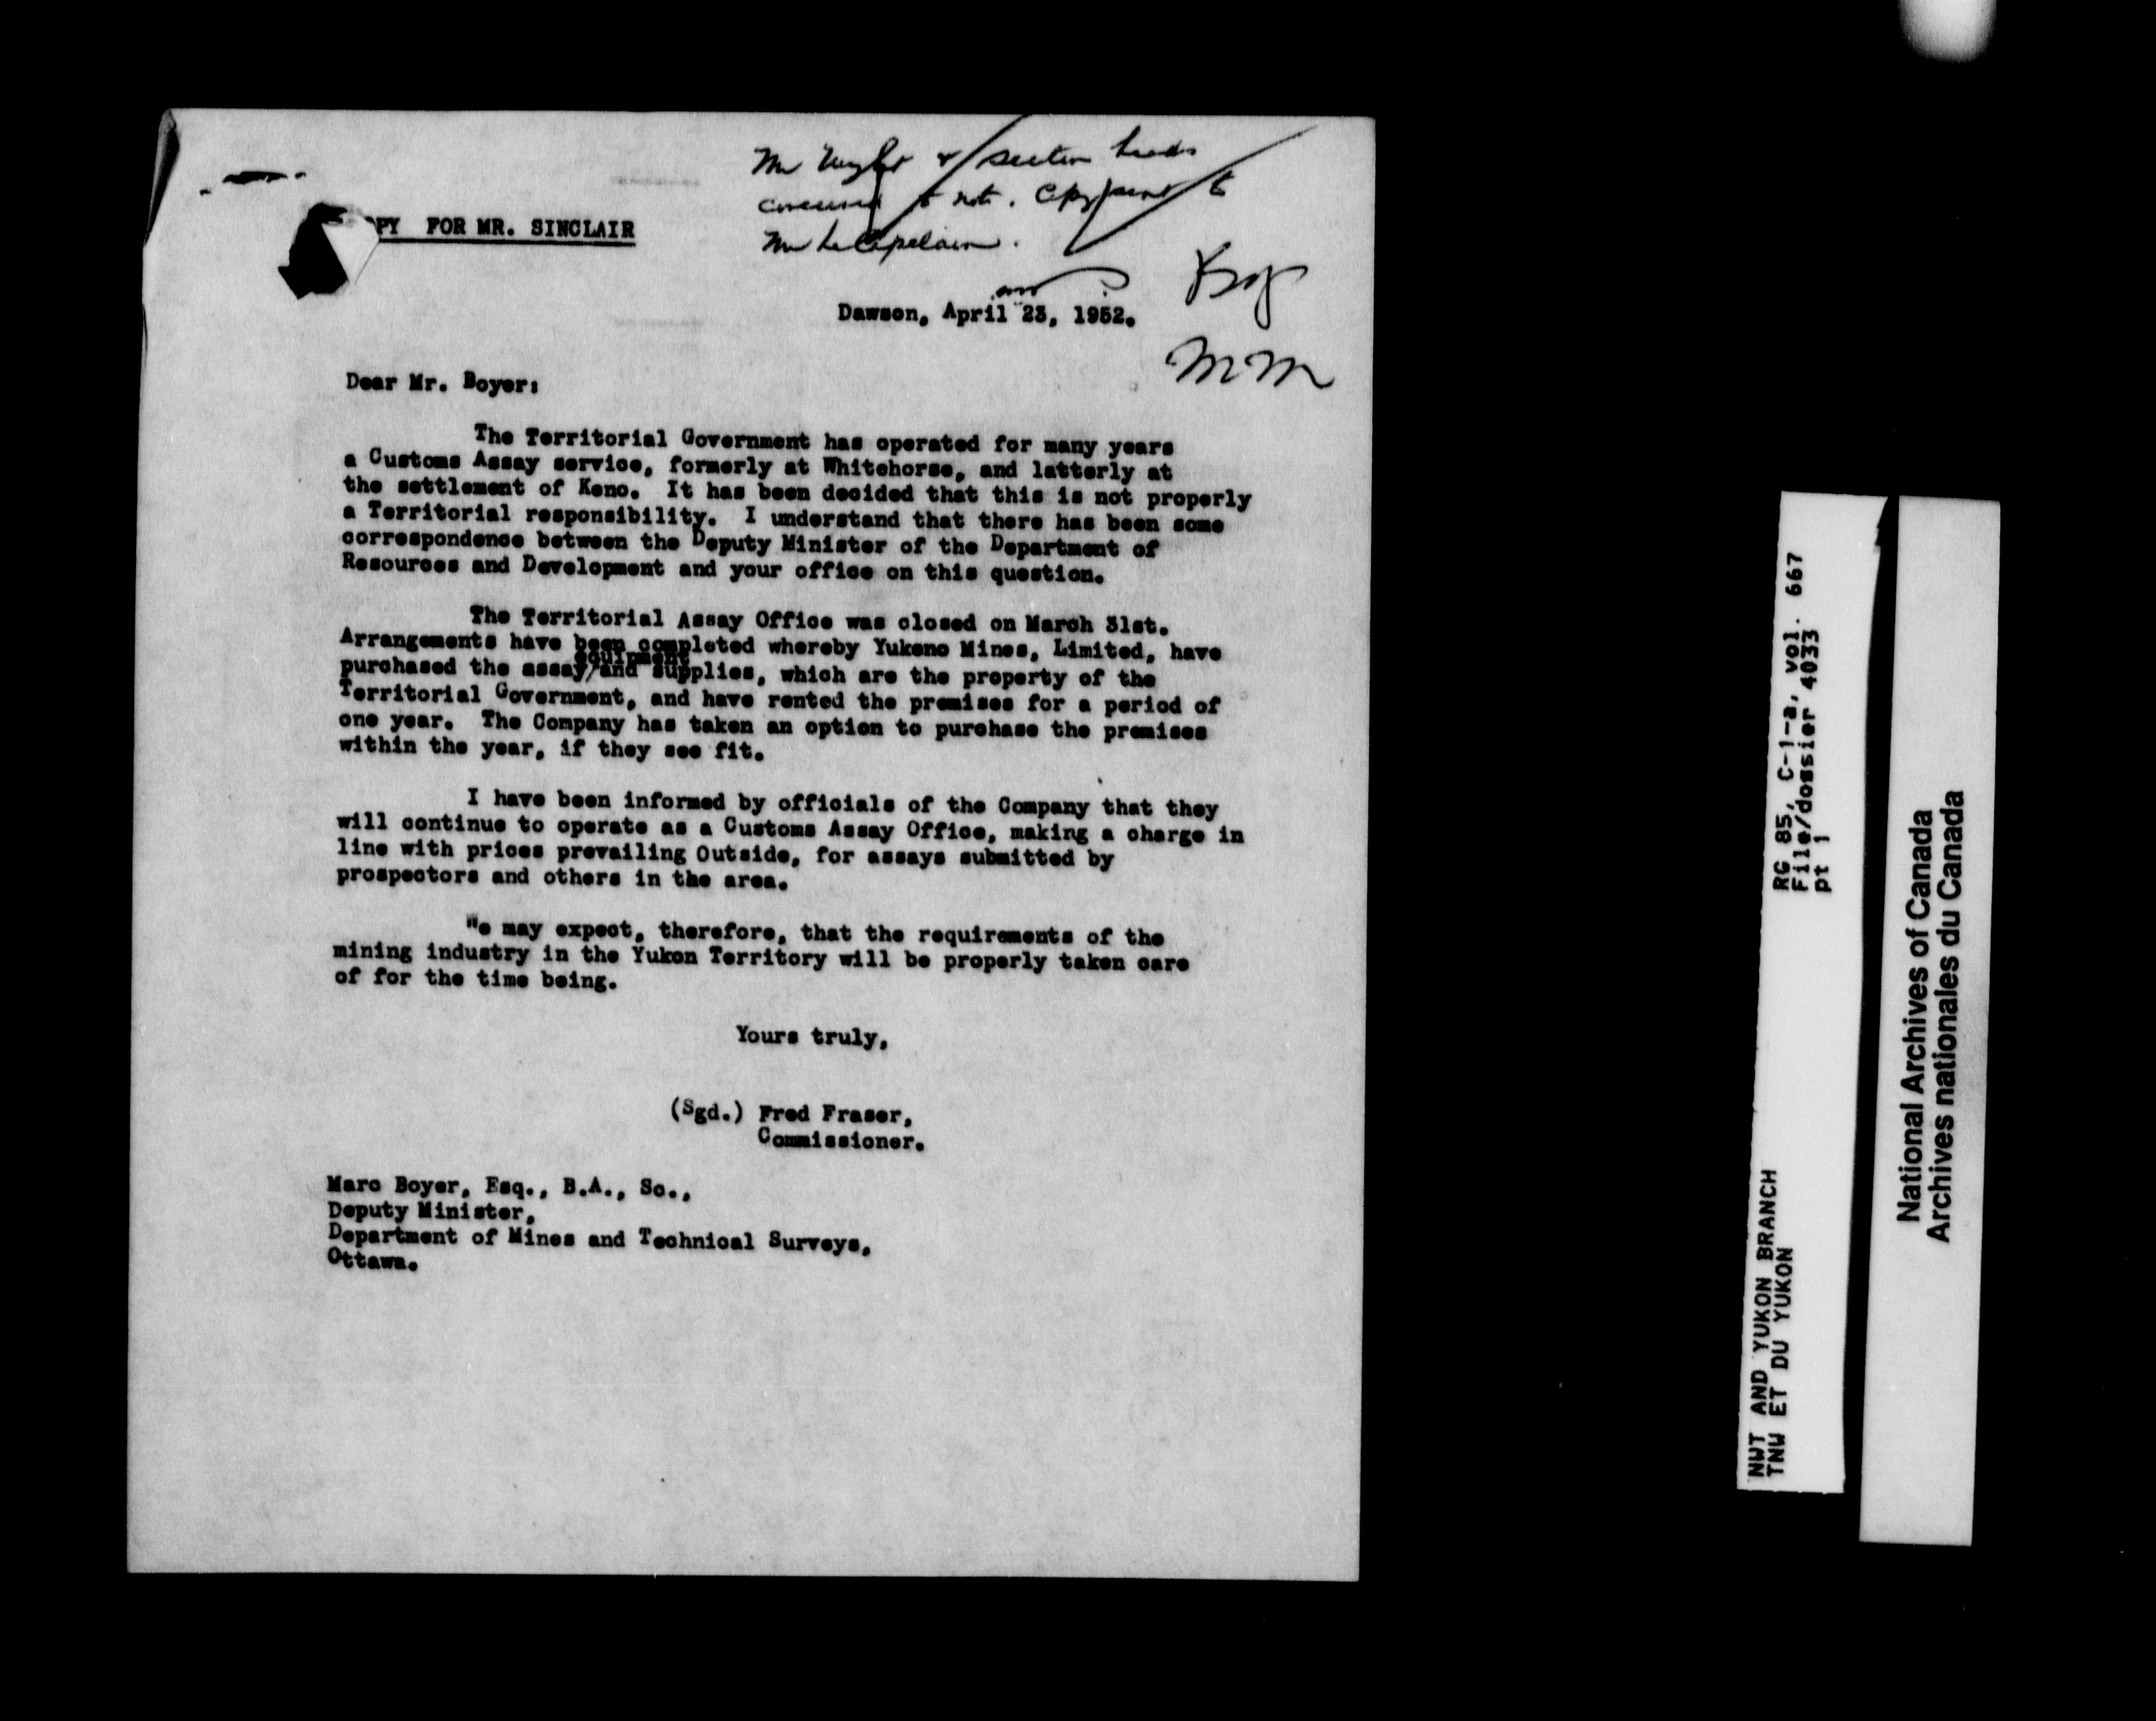 Mr & section heads
to note. Copy sent to
Mr
PY FOR MR. SINCLAIR
Dawson, April 23, 1952.
Dear Mr. Boyer:
The Territorial Government has operated for many years
a Customs Assay service, formerly at Whitehorse, and latterly at
the settlement of Keno. It has been decided that this is not properly
a Territorial responsibility. I understand that there has been some
correspondence between the Deputy Minister of the Department of
Resources and Development and your office on this question.
The Territorial Assay Office was closed on March 31st.
Arrangements have been completed whereby Yukeno Mines, Limited, have
equipment
purchased the assay/and supplies, which are the property of the
Territorial Government, and have rented the premises for a period of
one year. The Company has taken an option to purchase the premises
within the year, if they see fit.
I have been informed by officials of the Company that they
will continue to operate as a Customs Assay Office, making a charge in
line with prices prevailing Outside, for assays submitted by
prospectors and others in the area.
We may expect, therefore, that the requirements of the
mining industry in the Yukon Territory will be properly taken care
of for the time being.
Yours truly,
(Sgd.) Fred Fraser,
Commissioner.
Marc Boyer, Esq., B.A., Sc.,
Deputy Minister,
Department of Mines and Technical Surveys,
Ottawa.
RG 85, C-1-a, vol. 667
File/dossier 4033
pt 1
NWT AND YUKON BRANCH
TNW ET DU YUKON
National Archives of Canada
Archives nationales du Canada